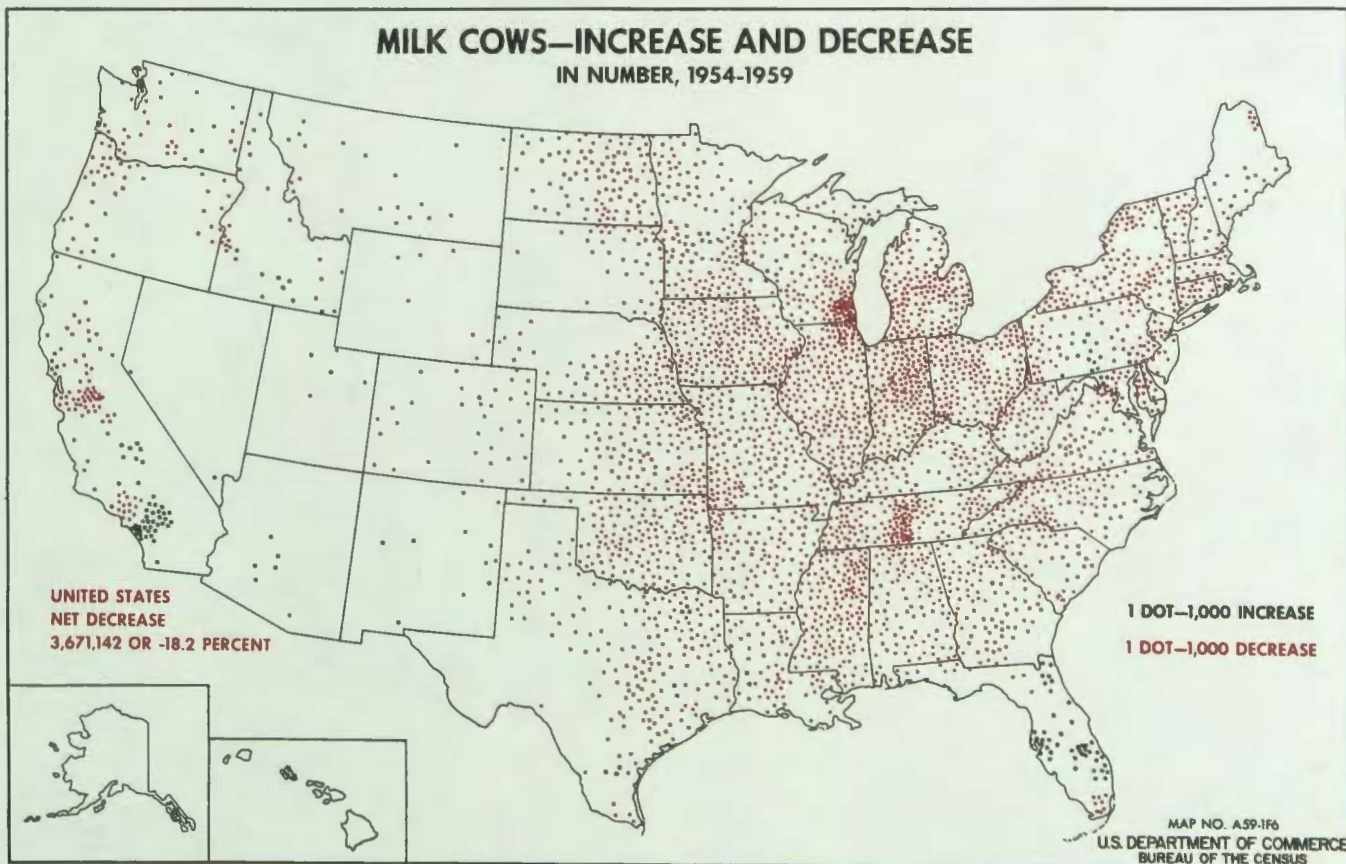 MILK COWS—INCREASE AND DECREASE
IN NUMBER, 1954-1959
UNITED STATES
NET DECREASE
3,671,142 OR -18.2 PERCENT
1 DOT—1,000 INCREASE
1 DOT—1,000 DECREASE
MAP NO. A59-1F6
U.S. DEPARTMENT OF COMMERCE
BUREAU OF THE CENSUS